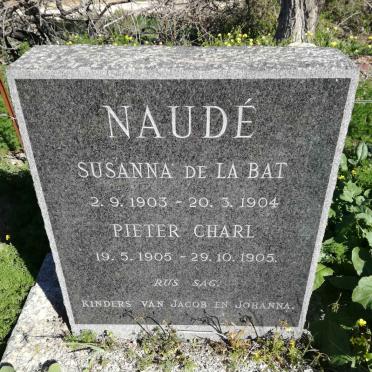 NAUDÉ
SUSANNA DE LA BAT
2. 9. 1903 - 20. 3. 1904
PIETER CHARL
19. 5. 1905 - 29. 10. 1905.
RUS SAG.
KINDERS VAN JACOB EN JOHANNA.